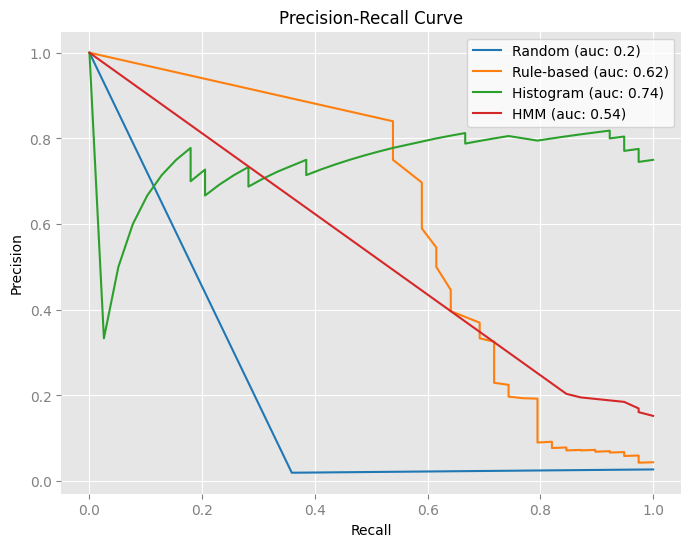 Precision-Recall Curve
Random (auc: 0.2)
Rule-based (auc: 0.62)
Histogram (auc: 0.74)
HMM (auc: 0.54)
Precision
1.0
0.8
0.6
0.4
0.2
0.0
0.0 0.2 0.4 0.6 0.8 1.0
Recall